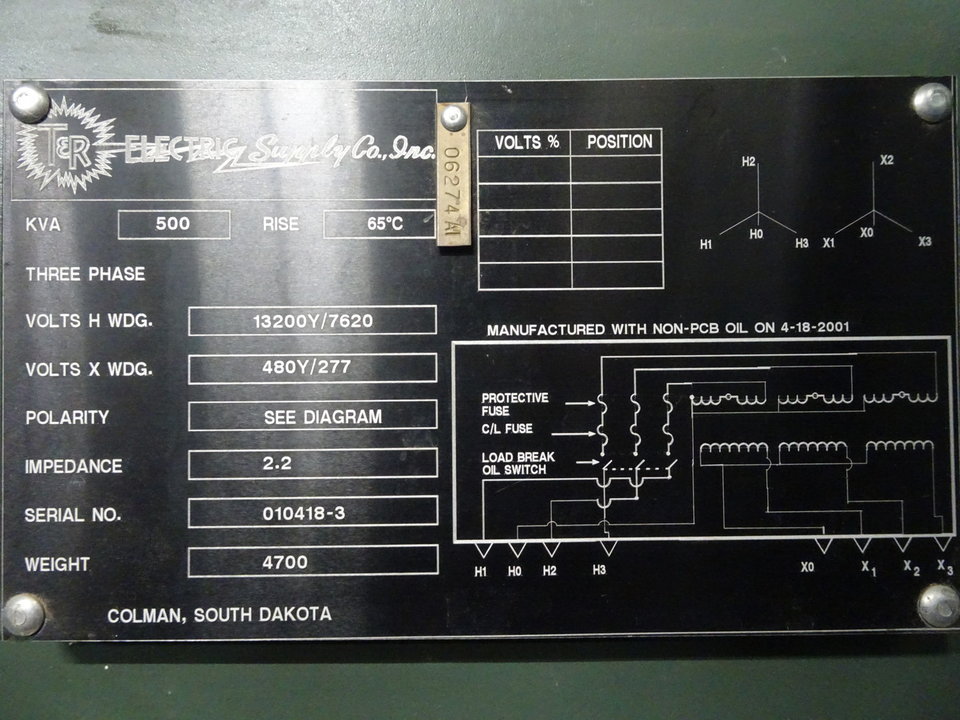 T&R ELECTRIC Supply Co., Inc.
06274A1
KVA 500 RISE 65°C
THREE PHASE
VOLTS H WDG. 13200Y/7620
VOLTS X WDG. 480Y/277
POLARITY SEE DIAGRAM
IMPEDANCE 2.2
SERIAL NO. 010418-3
WEIGHT 4700
COLMAN, SOUTH DAKOTA
VOLTS % POSITION
H2
H1 H0 H3
X2
X1 X0 X3
MANUFACTURED WITH NON-PCB OIL ON 4-18-2001
PROTECTIVE
FUSE
C/L FUSE
LOAD BREAK
OIL SWITCH
H1 H0 H2 H3 X0 X1 X2 X3